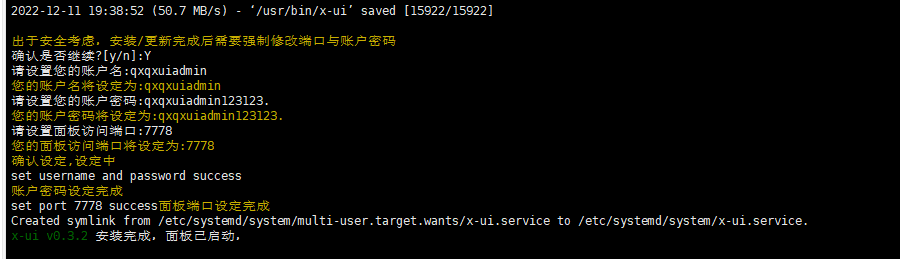 2022-12-11 19:38:52 (50.7 MB/s) - ‘/usr/bin/x-ui’ saved [15922/15922]
出于安全考虑，安装/更新完成后需要强制修改端口与账户密码
确认是否继续?[y/n]:Y
请设置您的账户名:qxqxuiadmin
您的账户名将设定为:qxqxuiadmin
请设置您的账户密码:qxqxuiadmin123123.
您的账户密码将设定为:qxqxuiadmin123123.
请设置面板访问端口:7778
您的面板访问端口将设定为:7778
确认设定,设定中
set username and password success
账户密码设定完成
set port 7778 success面板端口设定完成
Created symlink from /etc/systemd/system/multi-user.target.wants/x-ui.service to /etc/systemd/system/x-ui.service.
x-ui v0.3.2 安装完成，面板已启动，